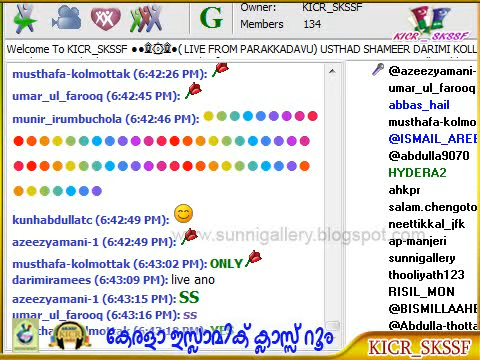 G
Owner: KICR_SKSSF
Members 134
KICR_SKSSF
Welcome To KICR_SKSSF ●●۩۞۩●( LIVE FROM PARAKKADAVU) USTHAD SHAMEER DARIMI KOLL
musthafa-kolmottak (6:42:26 PM):
umar_ul_farooq (6:42:45 PM):
munir_irumbuchola (6:42:46 PM):
kunhabdullatc (6:42:49 PM):
azeezyamani-1 (6:42:49 PM):
musthafa-kolmottak (6:43:02 PM): ONLY
darimiramees (6:43:09 PM): live ano
azeezyamani-1 (6:43:15 PM): SS
umar_ul_farooq (6:43:16 PM): ss
@azeezyamani-
umar_ul_farooq
abbas_hail
musthafa-kolmo
@ISMAIL_AREE
@abdulla9070
HYDERA2
ahkpr
salam.chengoto
neettikkal_jfk
ap-manjeri
sunnigallery
thooliyath123
RISIL_MON
@BISMILLAAHE
@Abdulla-thotta
www.sunnigallery.blogspot.com
KICR
കേരളാ ഇസ്ലാമിക് ക്ലാസ്സ് റൂം
KICR_SKSSF